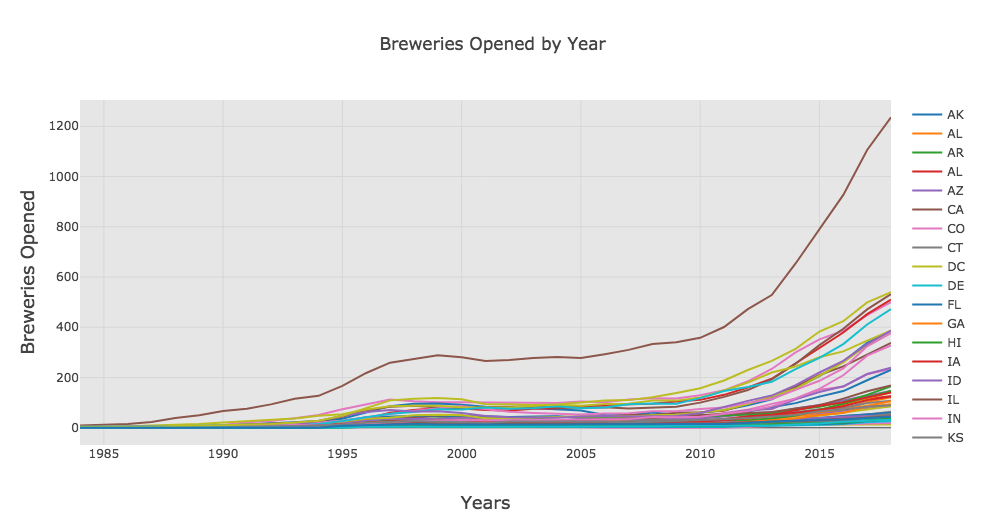 Breweries Opened by Year
Breweries Opened
1200
1000
800
600
400
200
0
1985
1990
1995
2000
2005
2010
2015
Years
AK
AL
AR
AL
AZ
CA
CO
CT
DC
DE
FL
GA
HI
IA
ID
IL
IN
KS